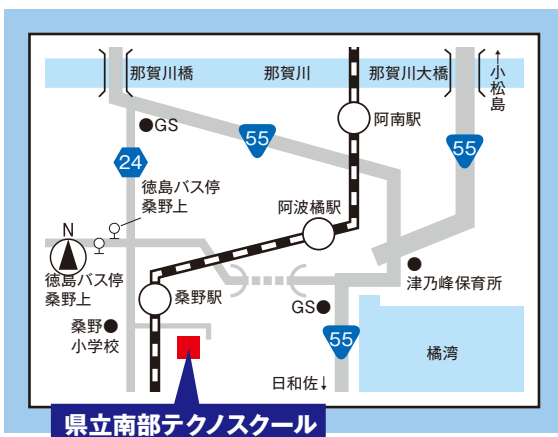 那賀川橋
那賀川
那賀川大橋
↑小松島
GS
阿南駅
55
55
24
徳島バス停
桑野上
阿波橘駅
N
徳島バス停
桑野上
津乃峰保育所
桑野駅
GS
桑野
小学校
55
橘湾
日和佐↓
県立南部テクノスクール